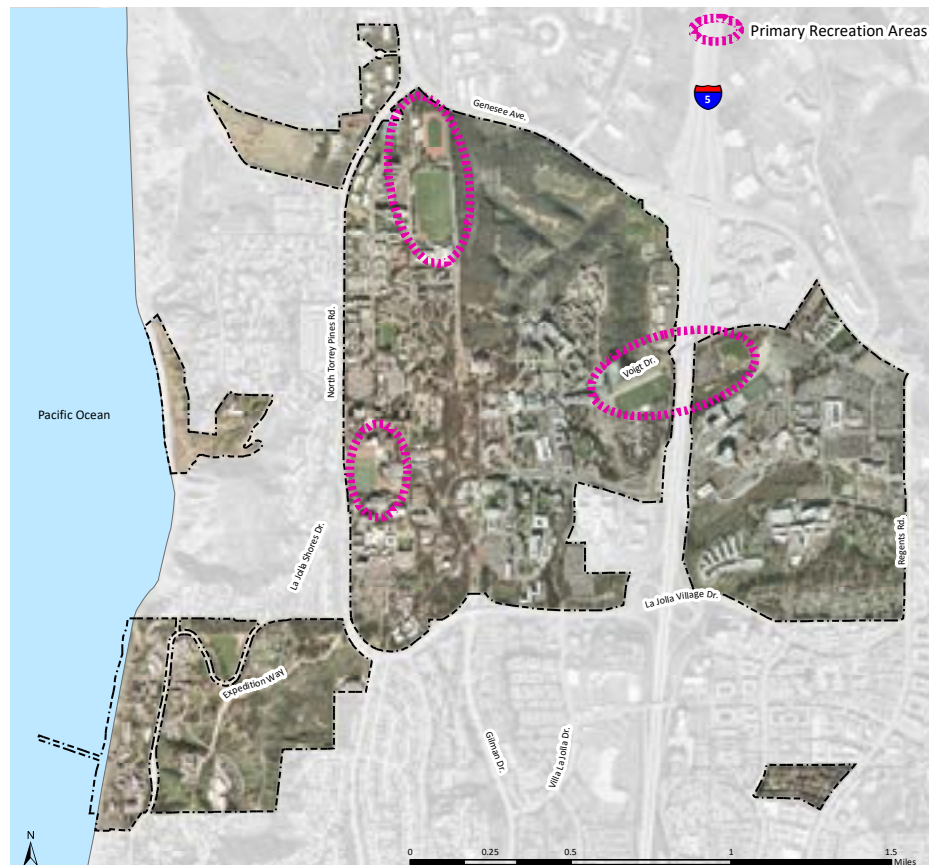 Primary Recreation Areas
5
Genesee Ave.
North Torrey Pines Rd.
Voigt Dr.
Pacific Ocean
La Jolla Shores Dr.
Regents Rd.
La Jolla Village Dr.
Expedition Way
Gilman Dr.
Villa La Jolla Dr.
N
0 0.25 0.5 1 1.5
Miles